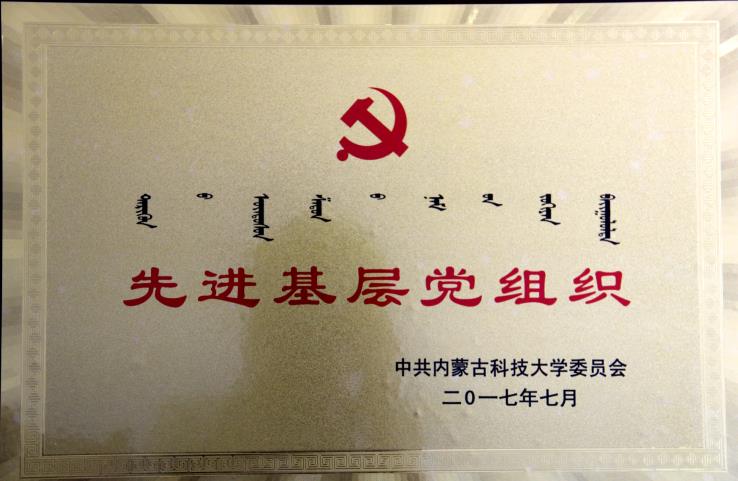 先进基层党组织
中共内蒙古科技大学委员会
二0一七年七月